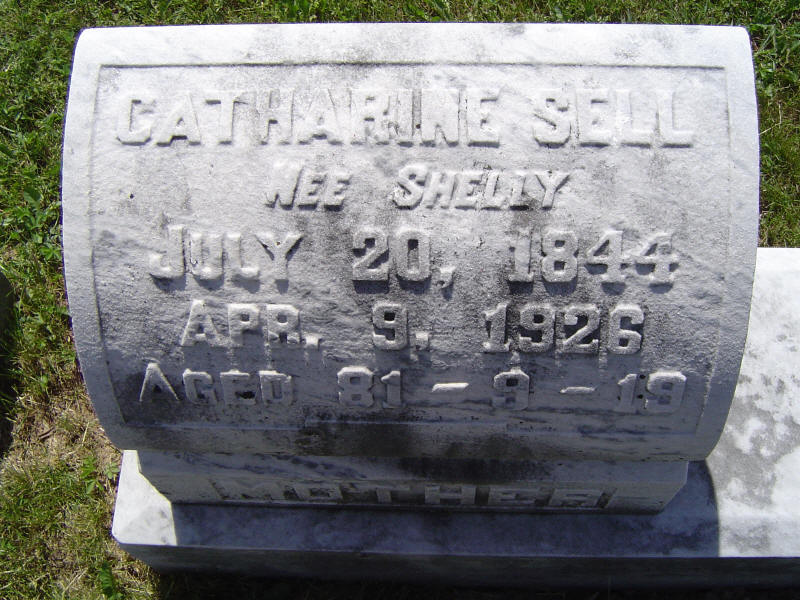 CATHARINE SELL
NEE SHELLY
JULY 20, 1844
APR. 9, 1926
AGED 81-9-19
MOTHER